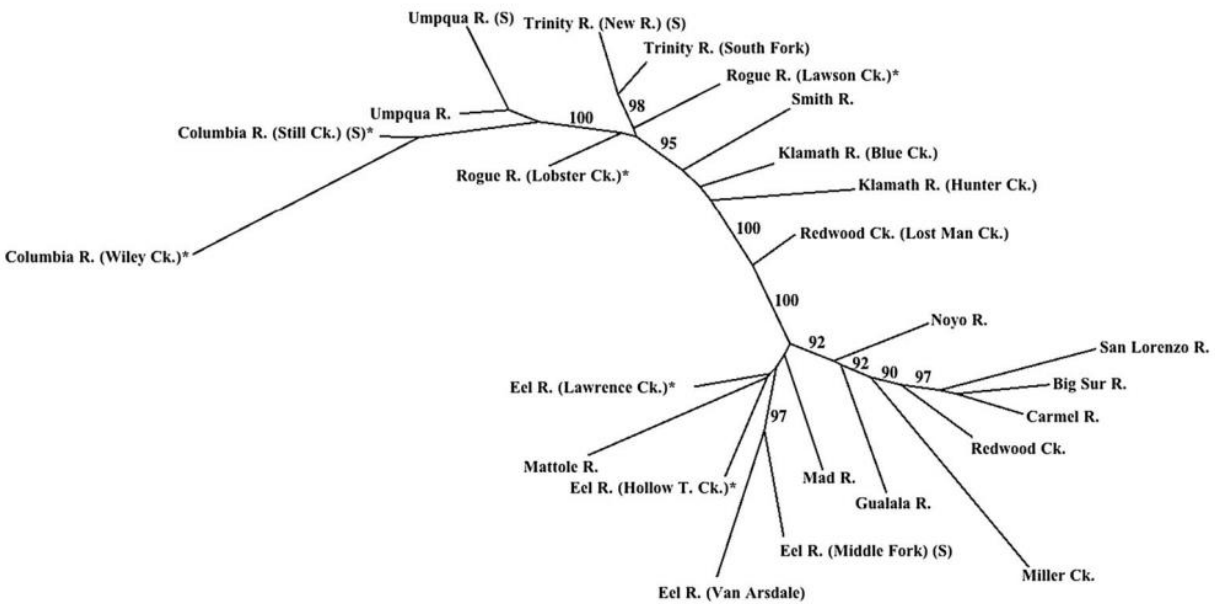 Umpqua R. (S)
Trinity R. (New R.) (S)
Trinity R. (South Fork)
Rogue R. (Lawson Ck.)*
Smith R.
98
Umpqua R.
100
Columbia R. (Still Ck.) (S)*
95
Klamath R. (Blue Ck.)
Rogue R. (Lobster Ck.)*
Klamath R. (Hunter Ck.)
100
Redwood Ck. (Lost Man Ck.)
Columbia R. (Wiley Ck.)*
100
Noyo R.
92
San Lorenzo R.
92
90
97
Big Sur R.
Eel R. (Lawrence Ck.)*
Carmel R.
97
Redwood Ck.
Mattole R.
Mad R.
Eel R. (Hollow T. Ck.)*
Gualala R.
Eel R. (Middle Fork) (S)
Miller Ck.
Eel R. (Van Arsdale)